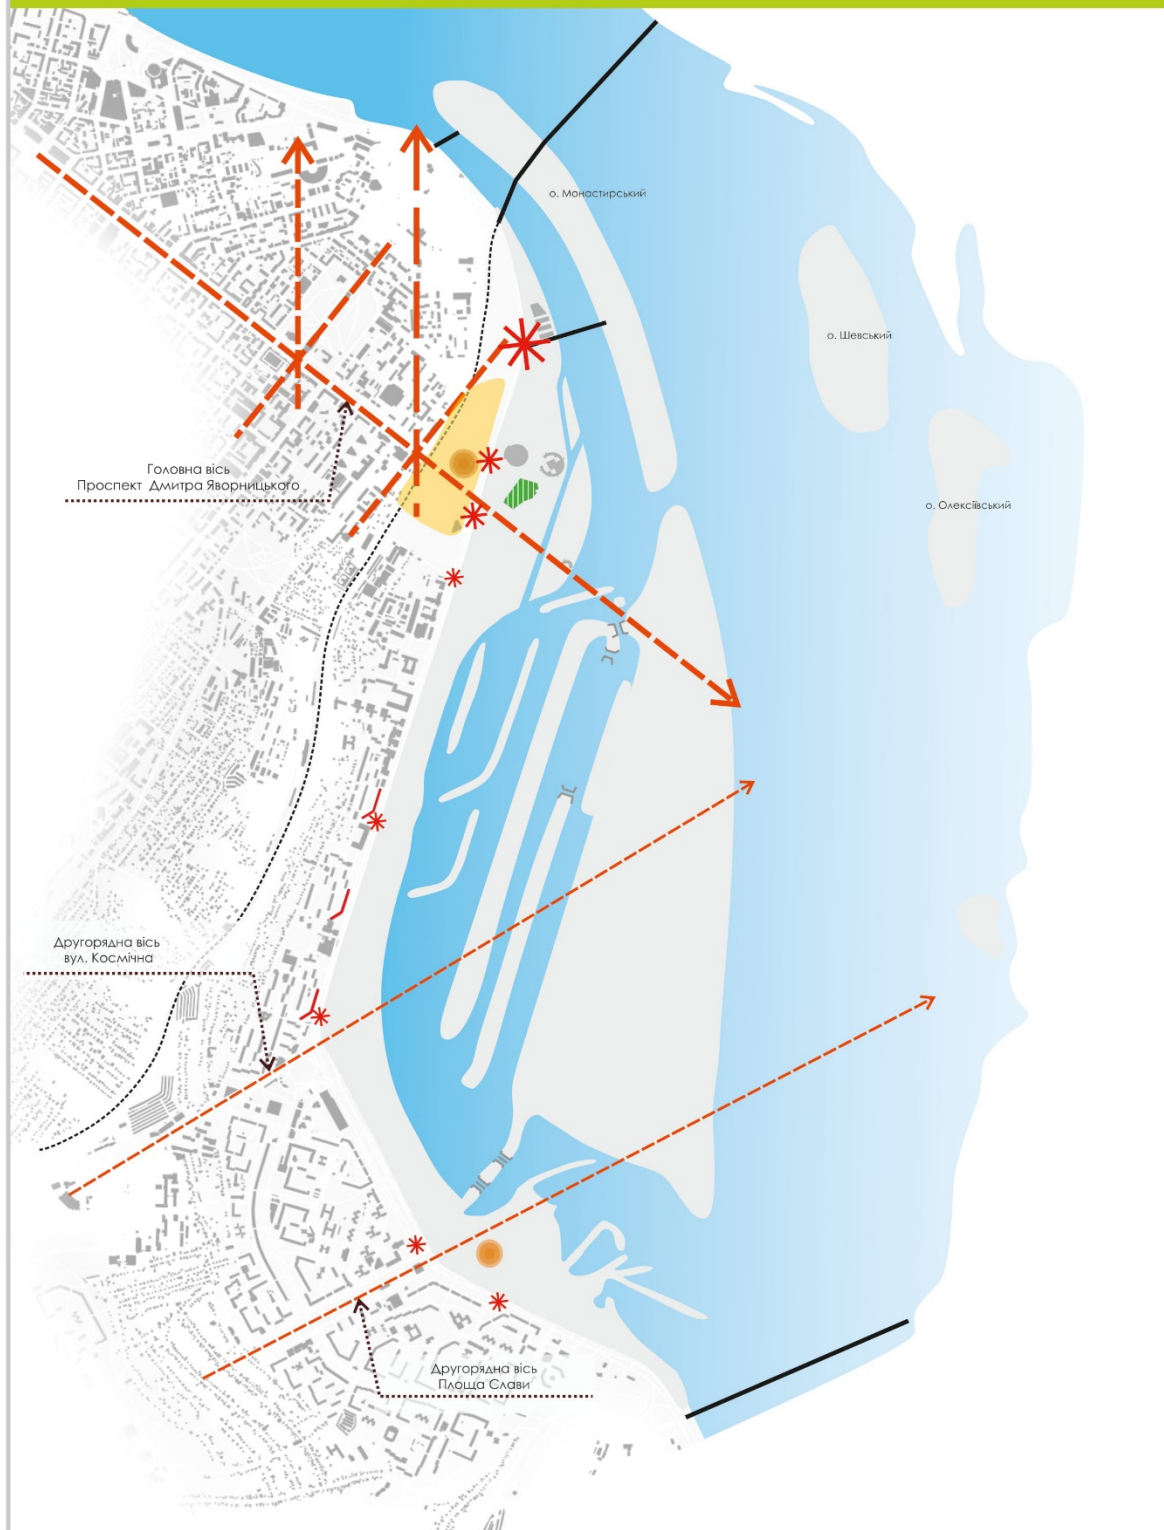 о. Монастирський
о. Шевський
Головна вісь
Проспект Дмитра Яворницького
о. Олексіївський
Другорядна вісь
вул. Космічна
Другорядна вісь
Площа Слави